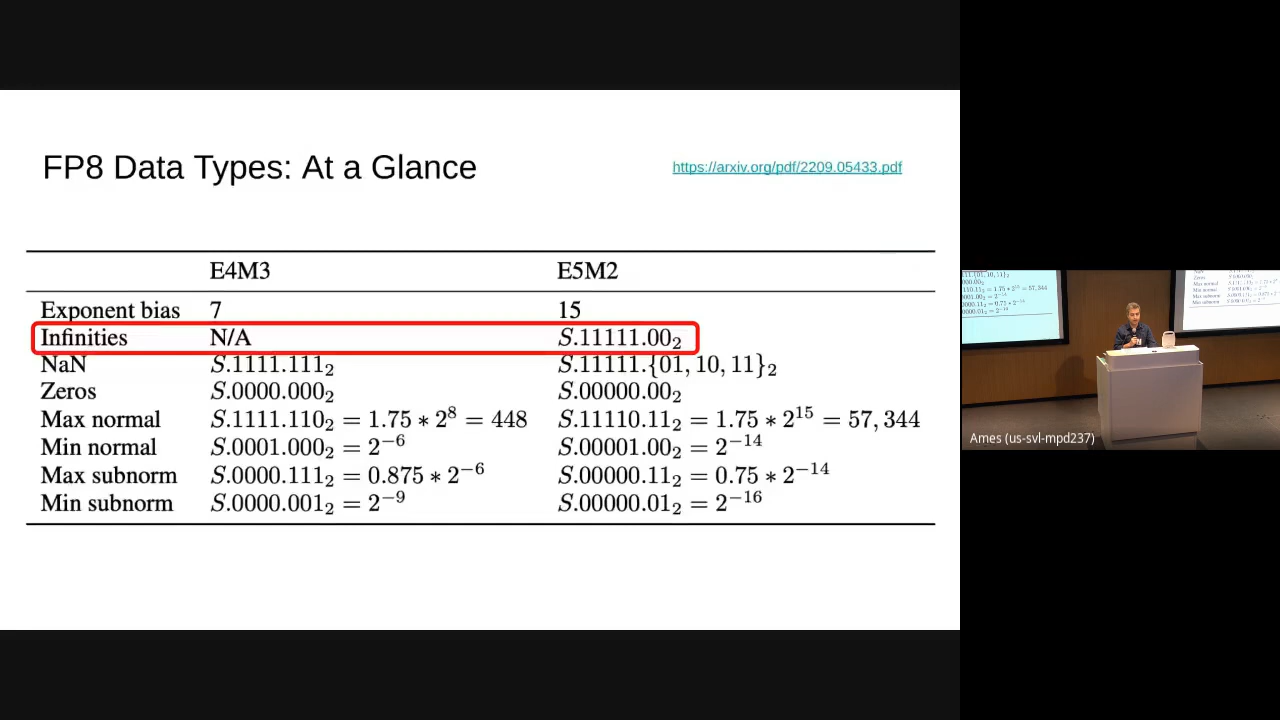 FP8 Data Types: At a Glance
https://arxiv.org/pdf/2209.05433.pdf
E4M3 E5M2
Exponent bias 7 15
Infinities N/A S.11111.00₂
NaN S.1111.111₂ S.11111.{01, 10, 11}₂
Zeros S.0000.000₂ S.00000.00₂
Max normal S.1111.110₂ = 1.75 * 2⁸ = 448 S.11110.11₂ = 1.75 * 2¹⁵ = 57,344
Min normal S.0001.000₂ = 2⁻⁶ S.00001.00₂ = 2⁻¹⁴
Max subnorm S.0000.111₂ = 0.875 * 2⁻⁶ S.00000.11₂ = 0.75 * 2⁻¹⁴
Min subnorm S.0000.001₂ = 2⁻⁹ S.00000.01₂ = 2⁻¹⁶
Ames (us-svl-mpd237)